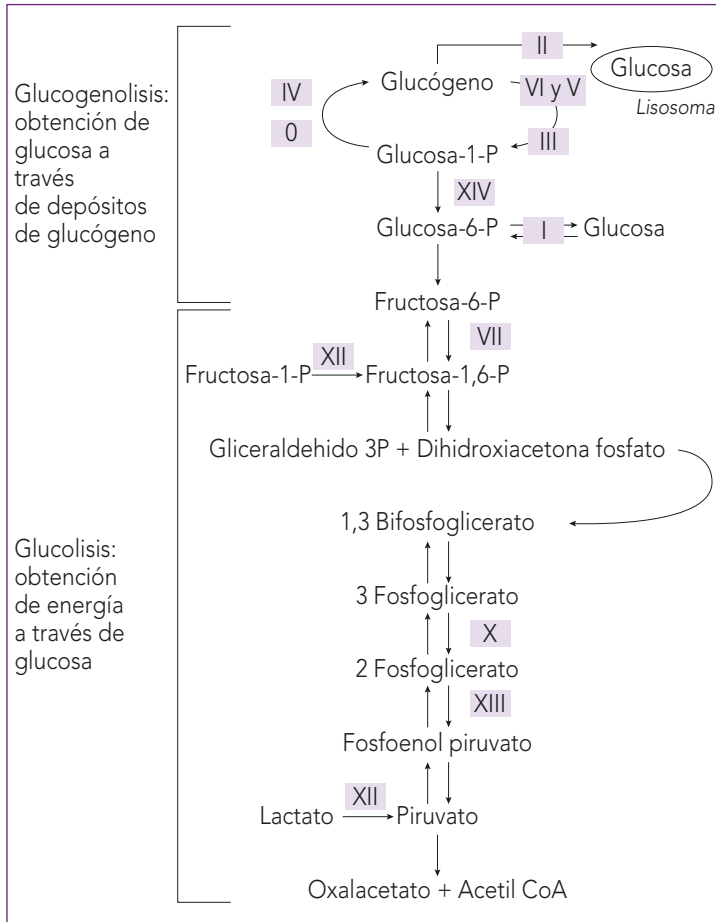 Glucogenolisis:
obtención de
glucosa a
través
de depósitos
de glucógeno
II
Glucógeno
Glucosa
Lisosoma
IV
0
VI y V
III
Glucosa-1-P
XIV
Glucosa-6-P
I
Glucosa
Fructosa-6-P
VII
Glucolisis:
obtención
de energía
a través de
glucosa
Fructosa-1-P
XII
Fructosa-1,6-P
Gliceraldehido 3P + Dihidroxiacetona fosfato
1,3 Bifosfoglicerato
3 Fosfoglicerato
X
2 Fosfoglicerato
XIII
Fosfoenol piruvato
Lactato
XII
Piruvato
Oxalacetato + Acetil CoA